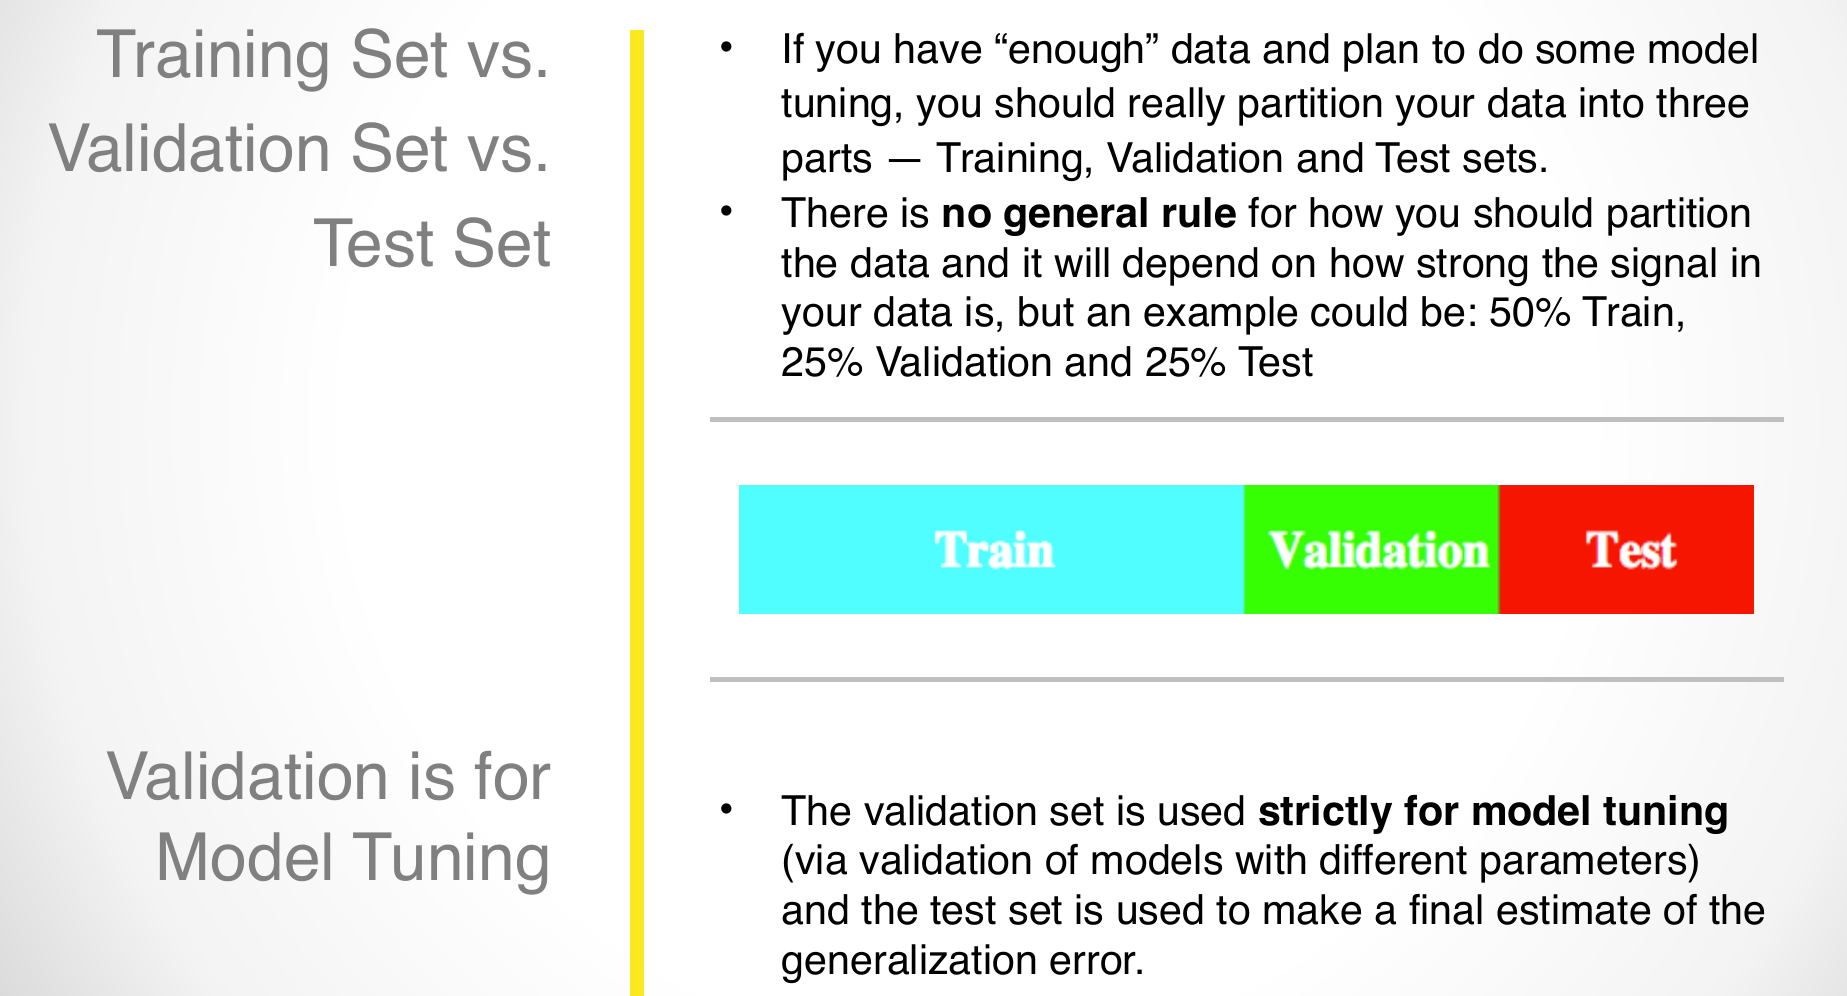 Training Set vs.
Validation Set vs.
Test Set
• If you have “enough” data and plan to do some model
tuning, you should really partition your data into three
parts — Training, Validation and Test sets.
• There is no general rule for how you should partition
the data and it will depend on how strong the signal in
your data is, but an example could be: 50% Train,
25% Validation and 25% Test
Train Validation Test
Validation is for
Model Tuning
• The validation set is used strictly for model tuning
(via validation of models with different parameters)
and the test set is used to make a final estimate of the
generalization error.